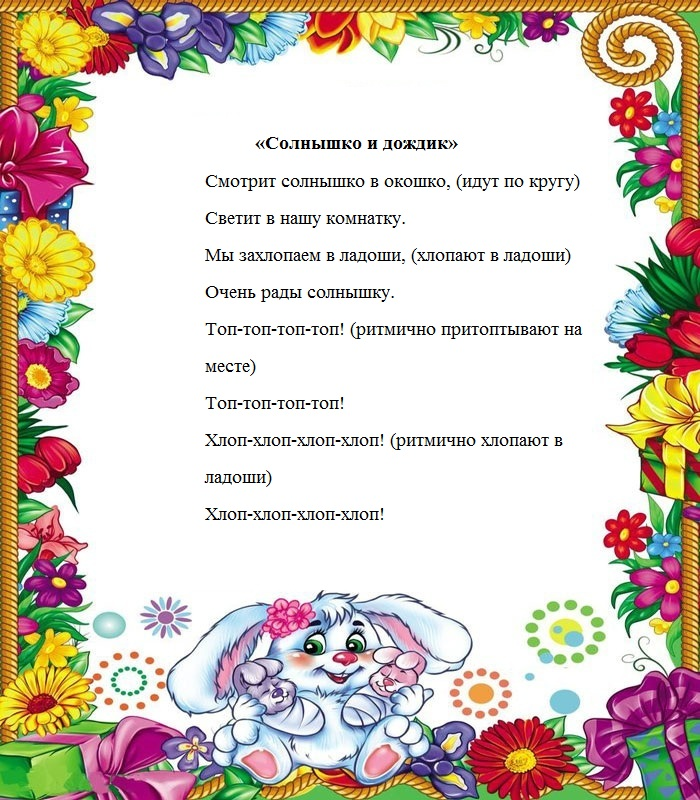 «Солнышко и дождик»
Смотрит солнышко в окошко, (идут по кругу)
Светит в нашу комнатку.
Мы захлопаем в ладоши, (хлопают в ладоши)
Очень рады солнышку.
Топ-топ-топ-топ! (ритмично притоптывают на
месте)
Топ-топ-топ-топ!
Хлоп-хлоп-хлоп-хлоп! (ритмично хлопают в
ладоши)
Хлоп-хлоп-хлоп-хлоп!